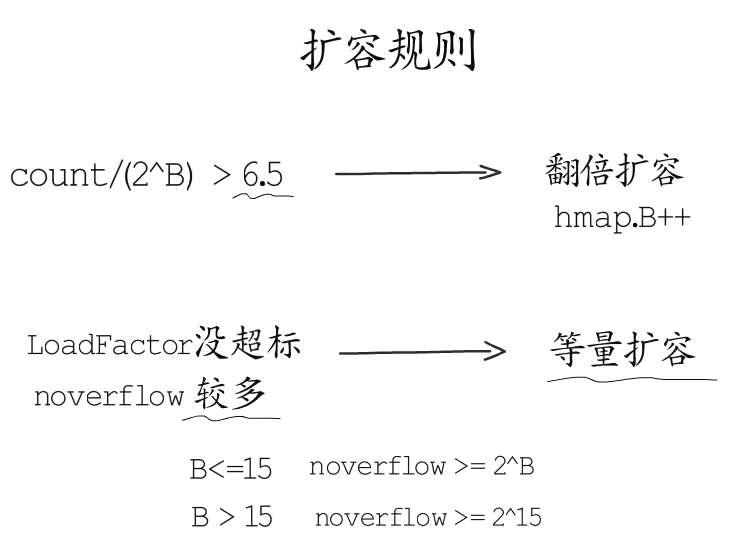 扩容规则
count/(2^B) > 6.5
翻倍扩容
hmap.B++
LoadFactor没超标
noverflow 较多
等量扩容
B<=15 noverflow >= 2^B
B > 15 noverflow >= 2^15